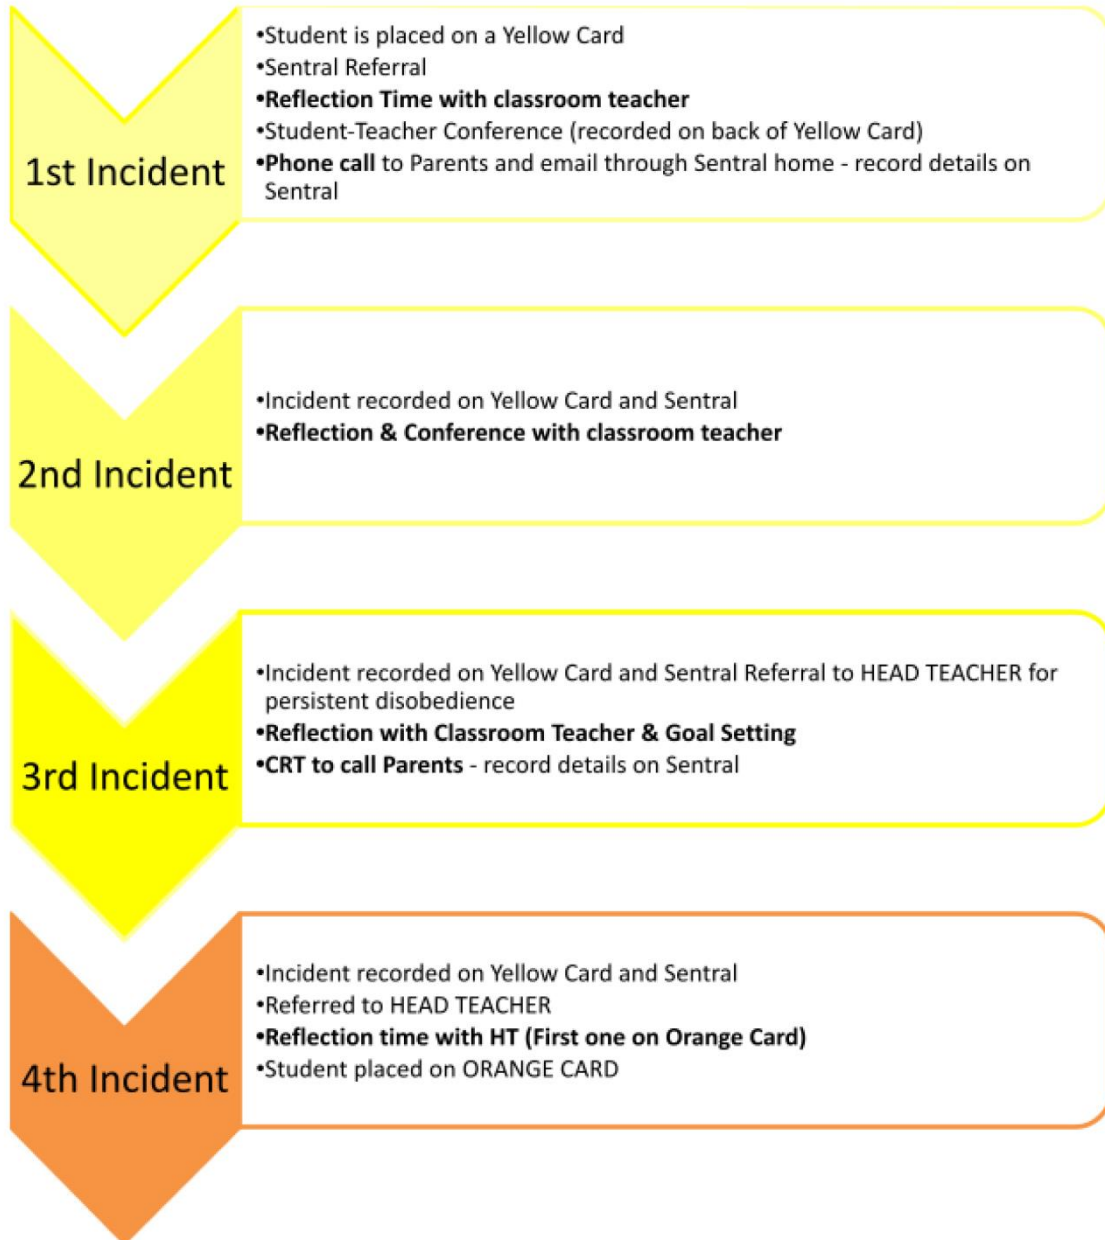 1st Incident
•Student is placed on a Yellow Card
•Sentral Referral
•Reflection Time with classroom teacher
•Student-Teacher Conference (recorded on back of Yellow Card)
•Phone call to Parents and email through Sentral home - record details on
Sentral
2nd Incident
•Incident recorded on Yellow Card and Sentral
•Reflection & Conference with classroom teacher
3rd Incident
•Incident recorded on Yellow Card and Sentral Referral to HEAD TEACHER for
persistent disobedience
•Reflection with Classroom Teacher & Goal Setting
•CRT to call Parents - record details on Sentral
4th Incident
•Incident recorded on Yellow Card and Sentral
•Referred to HEAD TEACHER
•Reflection time with HT (First one on Orange Card)
•Student placed on ORANGE CARD